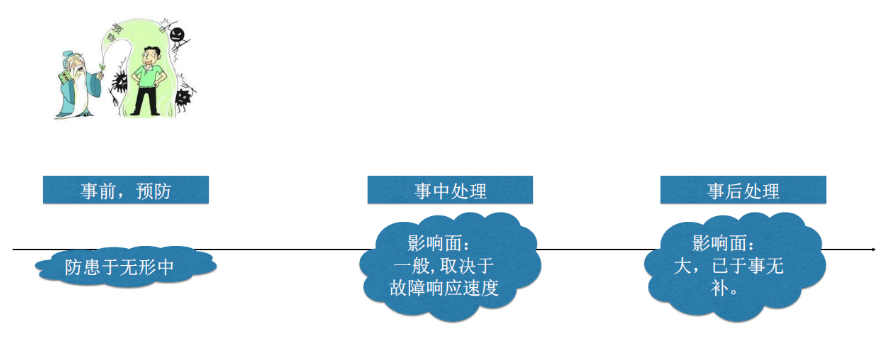 预防
事前，预防
事中处理
事后处理
防患于无形中
影响面：
一般,取决于
故障响应速度
影响面：
大，已于事无
补。